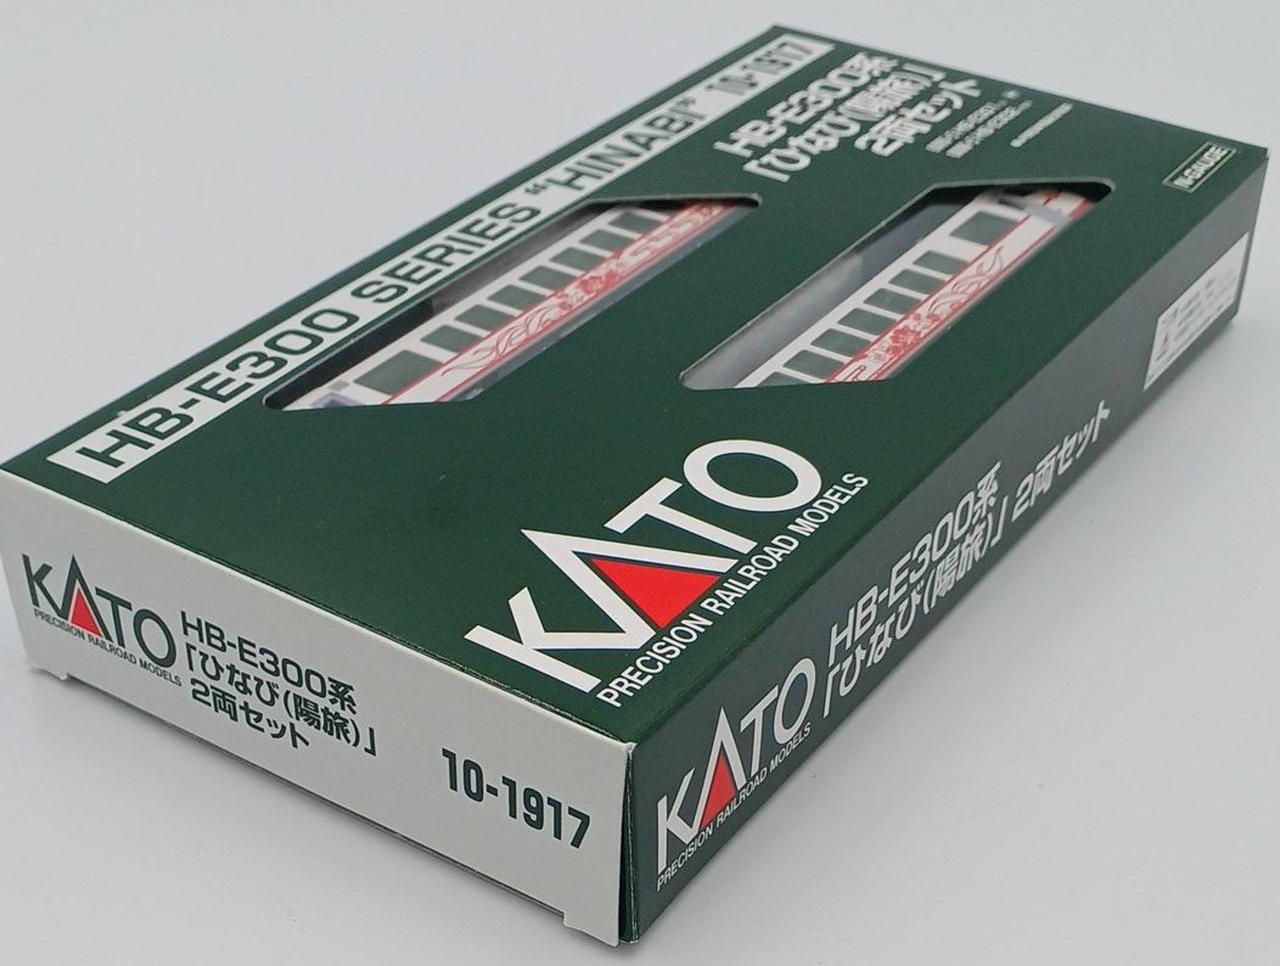 HB-E300 SERIES "HINABI" 10-1917
HB-E300系
「ひなび(陽旅)」
2両セット
N-GAUGE
KATO
PRECISION RAILROAD MODELS
KATO
PRECISION RAILROAD MODELS
HB-E300系
「ひなび(陽旅)」
2両セット
10-1917
KATO
PRECISION RAILROAD MODELS
HB-E300系
「ひなび(陽旅)」2両セット